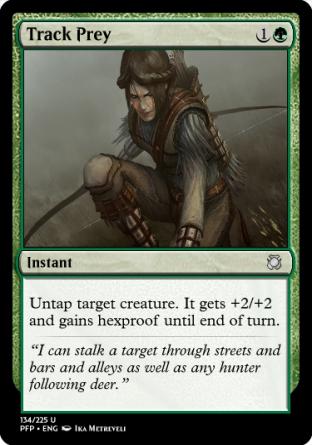 Track Prey 1
Instant
Untap target creature. It gets +2/+2
and gains hexproof until end of turn.
“I can stalk a target through streets and
bars and alleys as well as any hunter
following deer.”
134/225 U
PFP • ENG Ika Metreveli